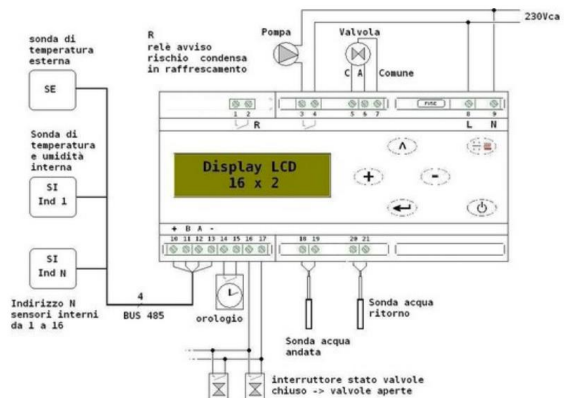 sonda di
temperatura
esterna
SE
Sonda di
temperatura
e umidità
interna
SI
Ind 1
SI
Ind N
Indirizzo N
sensori interni
da 1 a 16
4
BUS 485
R
relè avviso
rischio condensa
in raffrescamento
Pompa
Valvola
C A
Comune
230Vca
1 2
3 4
5 6 7
FUSE
8 9
R
L N
Display LCD
16 x 2
+ B A -
10 11 12 13 14 15 16 17
18 19
20 21
orologio
Sonda acqua
andata
Sonda acqua
ritorno
interruttore stato valvole
chiuso -> valvole aperte